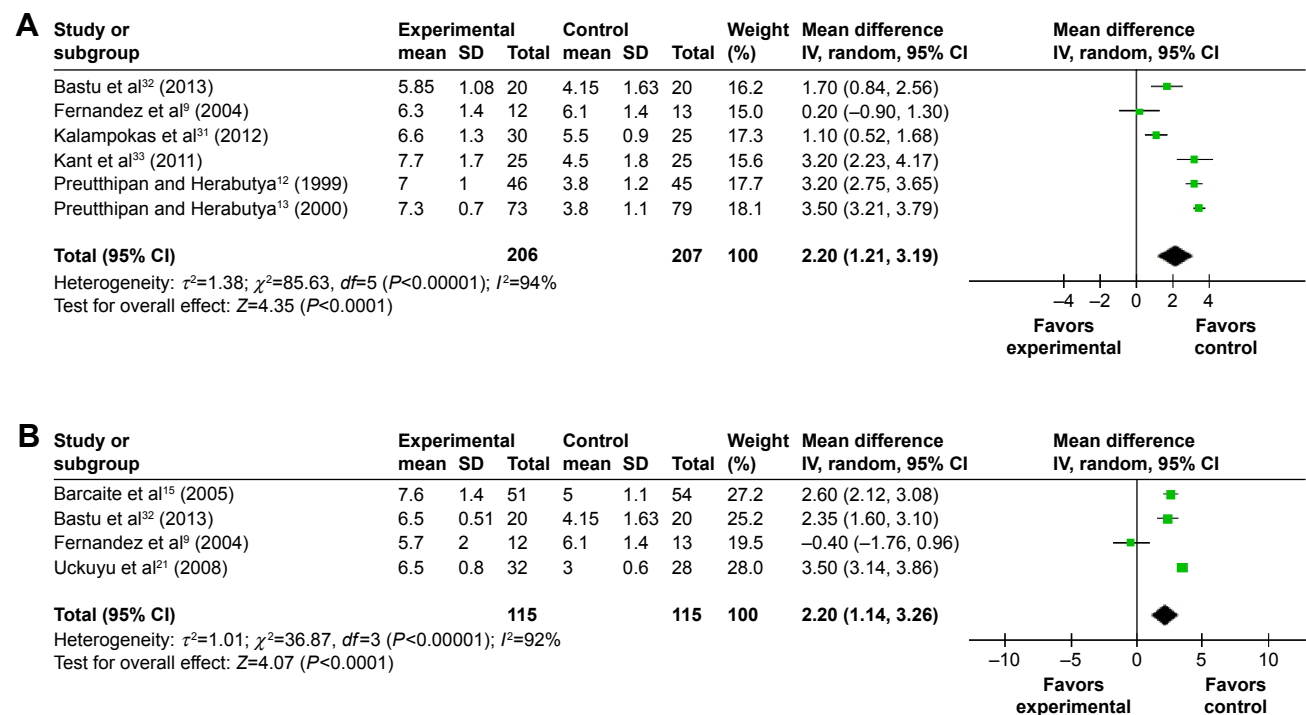 A
Study or Experimental Control Weight Mean difference Mean difference
subgroup mean SD Total mean SD Total (%) IV, random, 95% CI IV, random, 95% CI
Bastu et al³² (2013) 5.85 1.08 20 4.15 1.63 20 16.2 1.70 (0.84, 2.56)
Fernandez et al⁹ (2004) 6.3 1.4 12 6.1 1.4 13 15.0 0.20 (–0.90, 1.30)
Kalampokas et al³¹ (2012) 6.6 1.3 30 5.5 0.9 25 17.3 1.10 (0.52, 1.68)
Kant et al³³ (2011) 7.7 1.7 25 4.5 1.8 25 15.6 3.20 (2.23, 4.17)
Preutthipan and Herabutya¹² (1999) 7 1 46 3.8 1.2 45 17.7 3.20 (2.75, 3.65)
Preutthipan and Herabutya¹³ (2000) 7.3 0.7 73 3.8 1.1 79 18.1 3.50 (3.21, 3.79)
Total (95% CI) 206 207 100 2.20 (1.21, 3.19)
Heterogeneity: τ²=1.38; χ²=85.63, df=5 (P<0.00001); I²=94%
Test for overall effect: Z=4.35 (P<0.0001)
–4 –2 0 2 4
Favors Favors
experimental control
B
Study or Experimental Control Weight Mean difference Mean difference
subgroup mean SD Total mean SD Total (%) IV, random, 95% CI IV, random, 95% CI
Barcaite et al¹⁵ (2005) 7.6 1.4 51 5 1.1 54 27.2 2.60 (2.12, 3.08)
Bastu et al³² (2013) 6.5 0.51 20 4.15 1.63 20 25.2 2.35 (1.60, 3.10)
Fernandez et al⁹ (2004) 5.7 2 12 6.1 1.4 13 19.5 –0.40 (–1.76, 0.96)
Uckuyu et al²¹ (2008) 6.5 0.8 32 3 0.6 28 28.0 3.50 (3.14, 3.86)
Total (95% CI) 115 115 100 2.20 (1.14, 3.26)
Heterogeneity: τ²=1.01; χ²=36.87, df=3 (P<0.00001); I²=92%
Test for overall effect: Z=4.07 (P<0.0001)
–10 –5 0 5 10
Favors Favors
experimental control